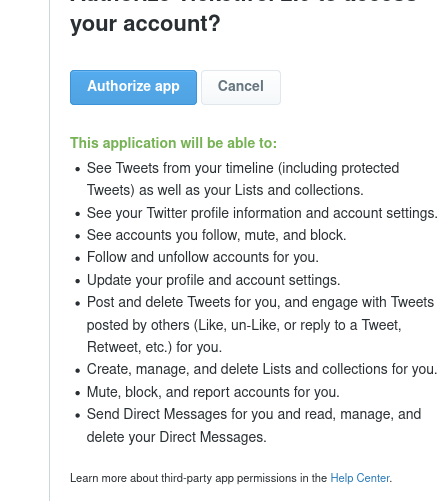 your account?
Authorize app
Cancel
This application will be able to:
See Tweets from your timeline (including protected
Tweets) as well as your Lists and collections.
See your Twitter profile information and account settings.
See accounts you follow, mute, and block.
Follow and unfollow accounts for you.
Update your profile and account settings.
Post and delete Tweets for you, and engage with Tweets
posted by others (Like, un-Like, or reply to a Tweet,
Retweet, etc.) for you.
Create, manage, and delete Lists and collections for you.
Mute, block, and report accounts for you.
Send Direct Messages for you and read, manage, and
delete your Direct Messages.
Learn more about third-party app permissions in the Help Center.